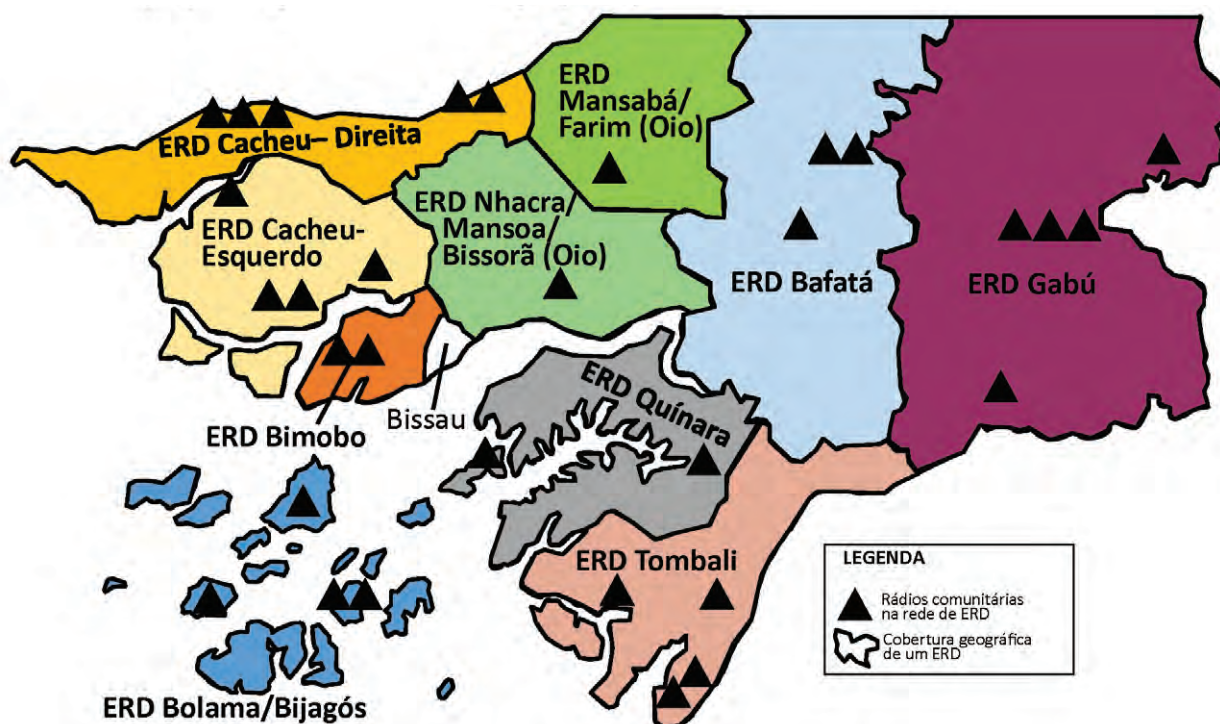 ERD
Mansabá/
Farim (Oio)
ERD Cacheu– Direita
ERD Cacheu-
Esquerdo
ERD Nhacra/
Mansoa/
Bissorã (Oio)
ERD Bafatá
ERD Gabú
ERD Quínara
Bissau
ERD Bimobo
ERD Tombali
ERD Bolama/Bijagós
LEGENDA
Rádios comunitárias
na rede de ERD
Cobertura geográfica
de um ERD